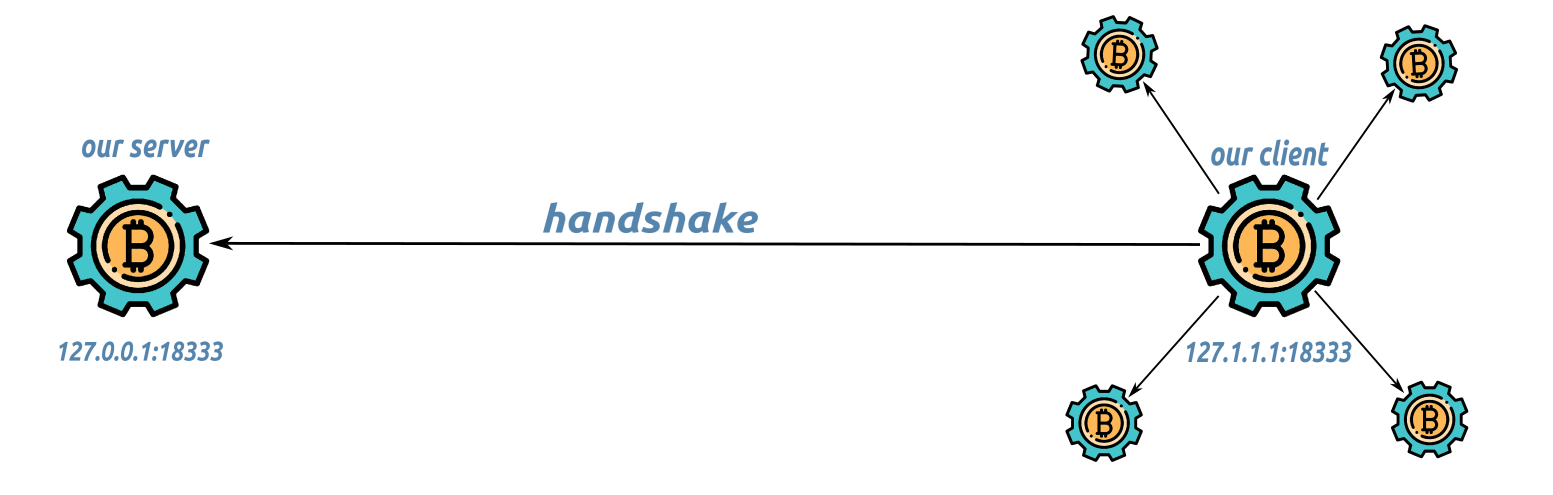 our server
our client
handshake
127.0.0.1:18333
127.1.1.1:18333